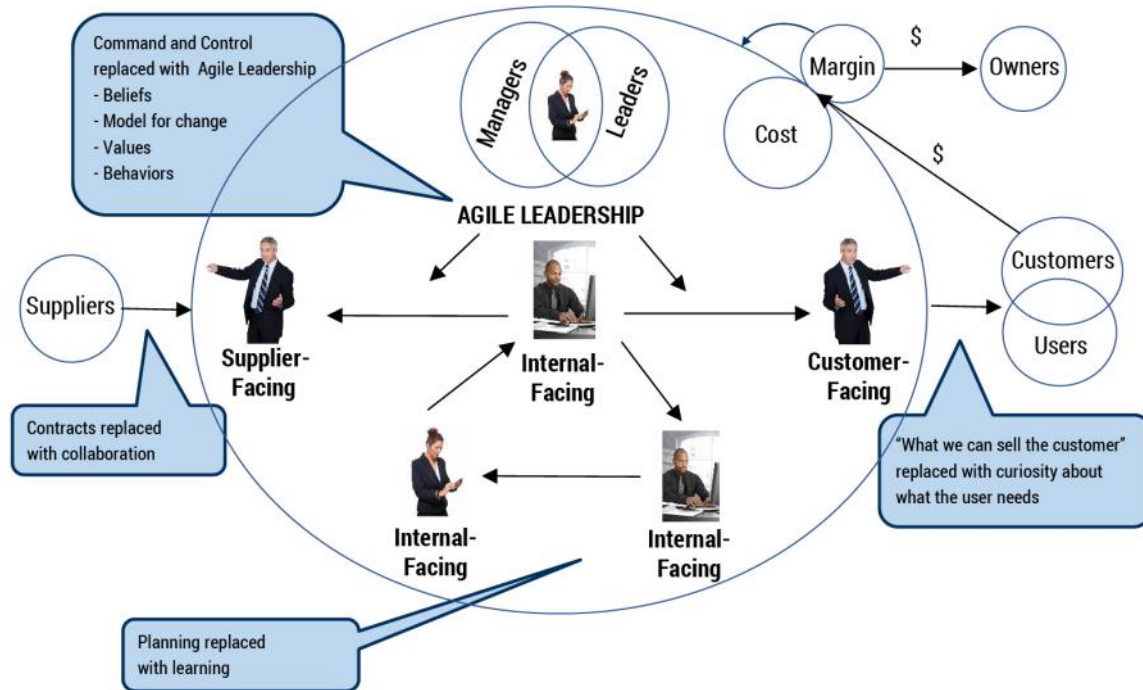 Command and Control
replaced with Agile Leadership
- Beliefs
- Model for change
- Values
- Behaviors
Managers
Leaders
Margin
$
Owners
Cost
$
AGILE LEADERSHIP
Suppliers
Customers
Users
Supplier-
Facing
Internal-
Facing
Customer-
Facing
Contracts replaced
with collaboration
"What we can sell the customer"
replaced with curiosity about
what the user needs
Internal-
Facing
Internal-
Facing
Planning replaced
with learning